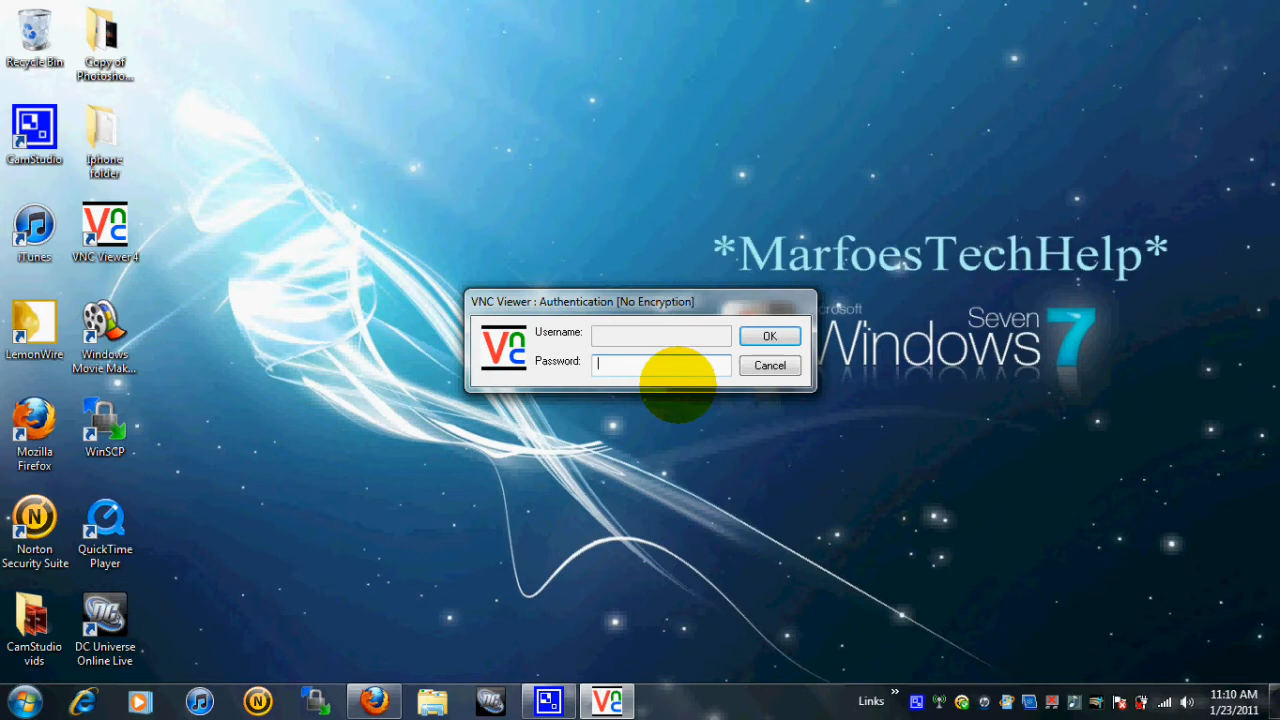 Recycle Bin
Copy of
Photosho...
CamStudio
Iphone
folder
iTunes
VNC Viewer 4
LemonWire
Windows
Movie Mak...
Mozilla
Firefox
WinSCP
Norton
Security Suite
QuickTime
Player
CamStudio
vids
DC Universe
Online Live
*MarfoesTechHelp*
crosoft
Windows
Seven 7
VNC Viewer : Authentication [No Encryption]
Username:
OK
Password:
Cancel
Links
»
11:10 AM
1/23/2011